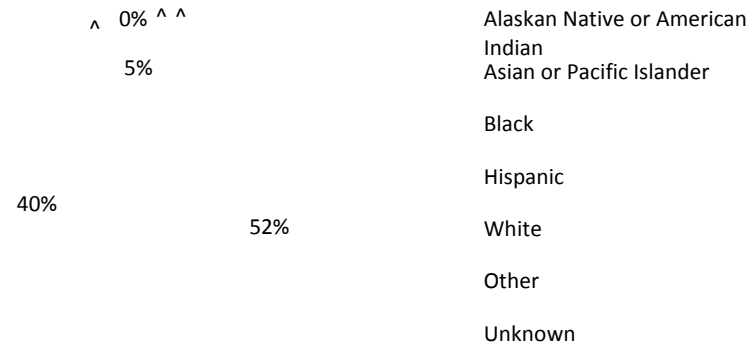 ^ 0% ^ ^
5%
40%
52%
Alaskan Native or American
Indian
Asian or Pacific Islander
Black
Hispanic
White
Other
Unknown